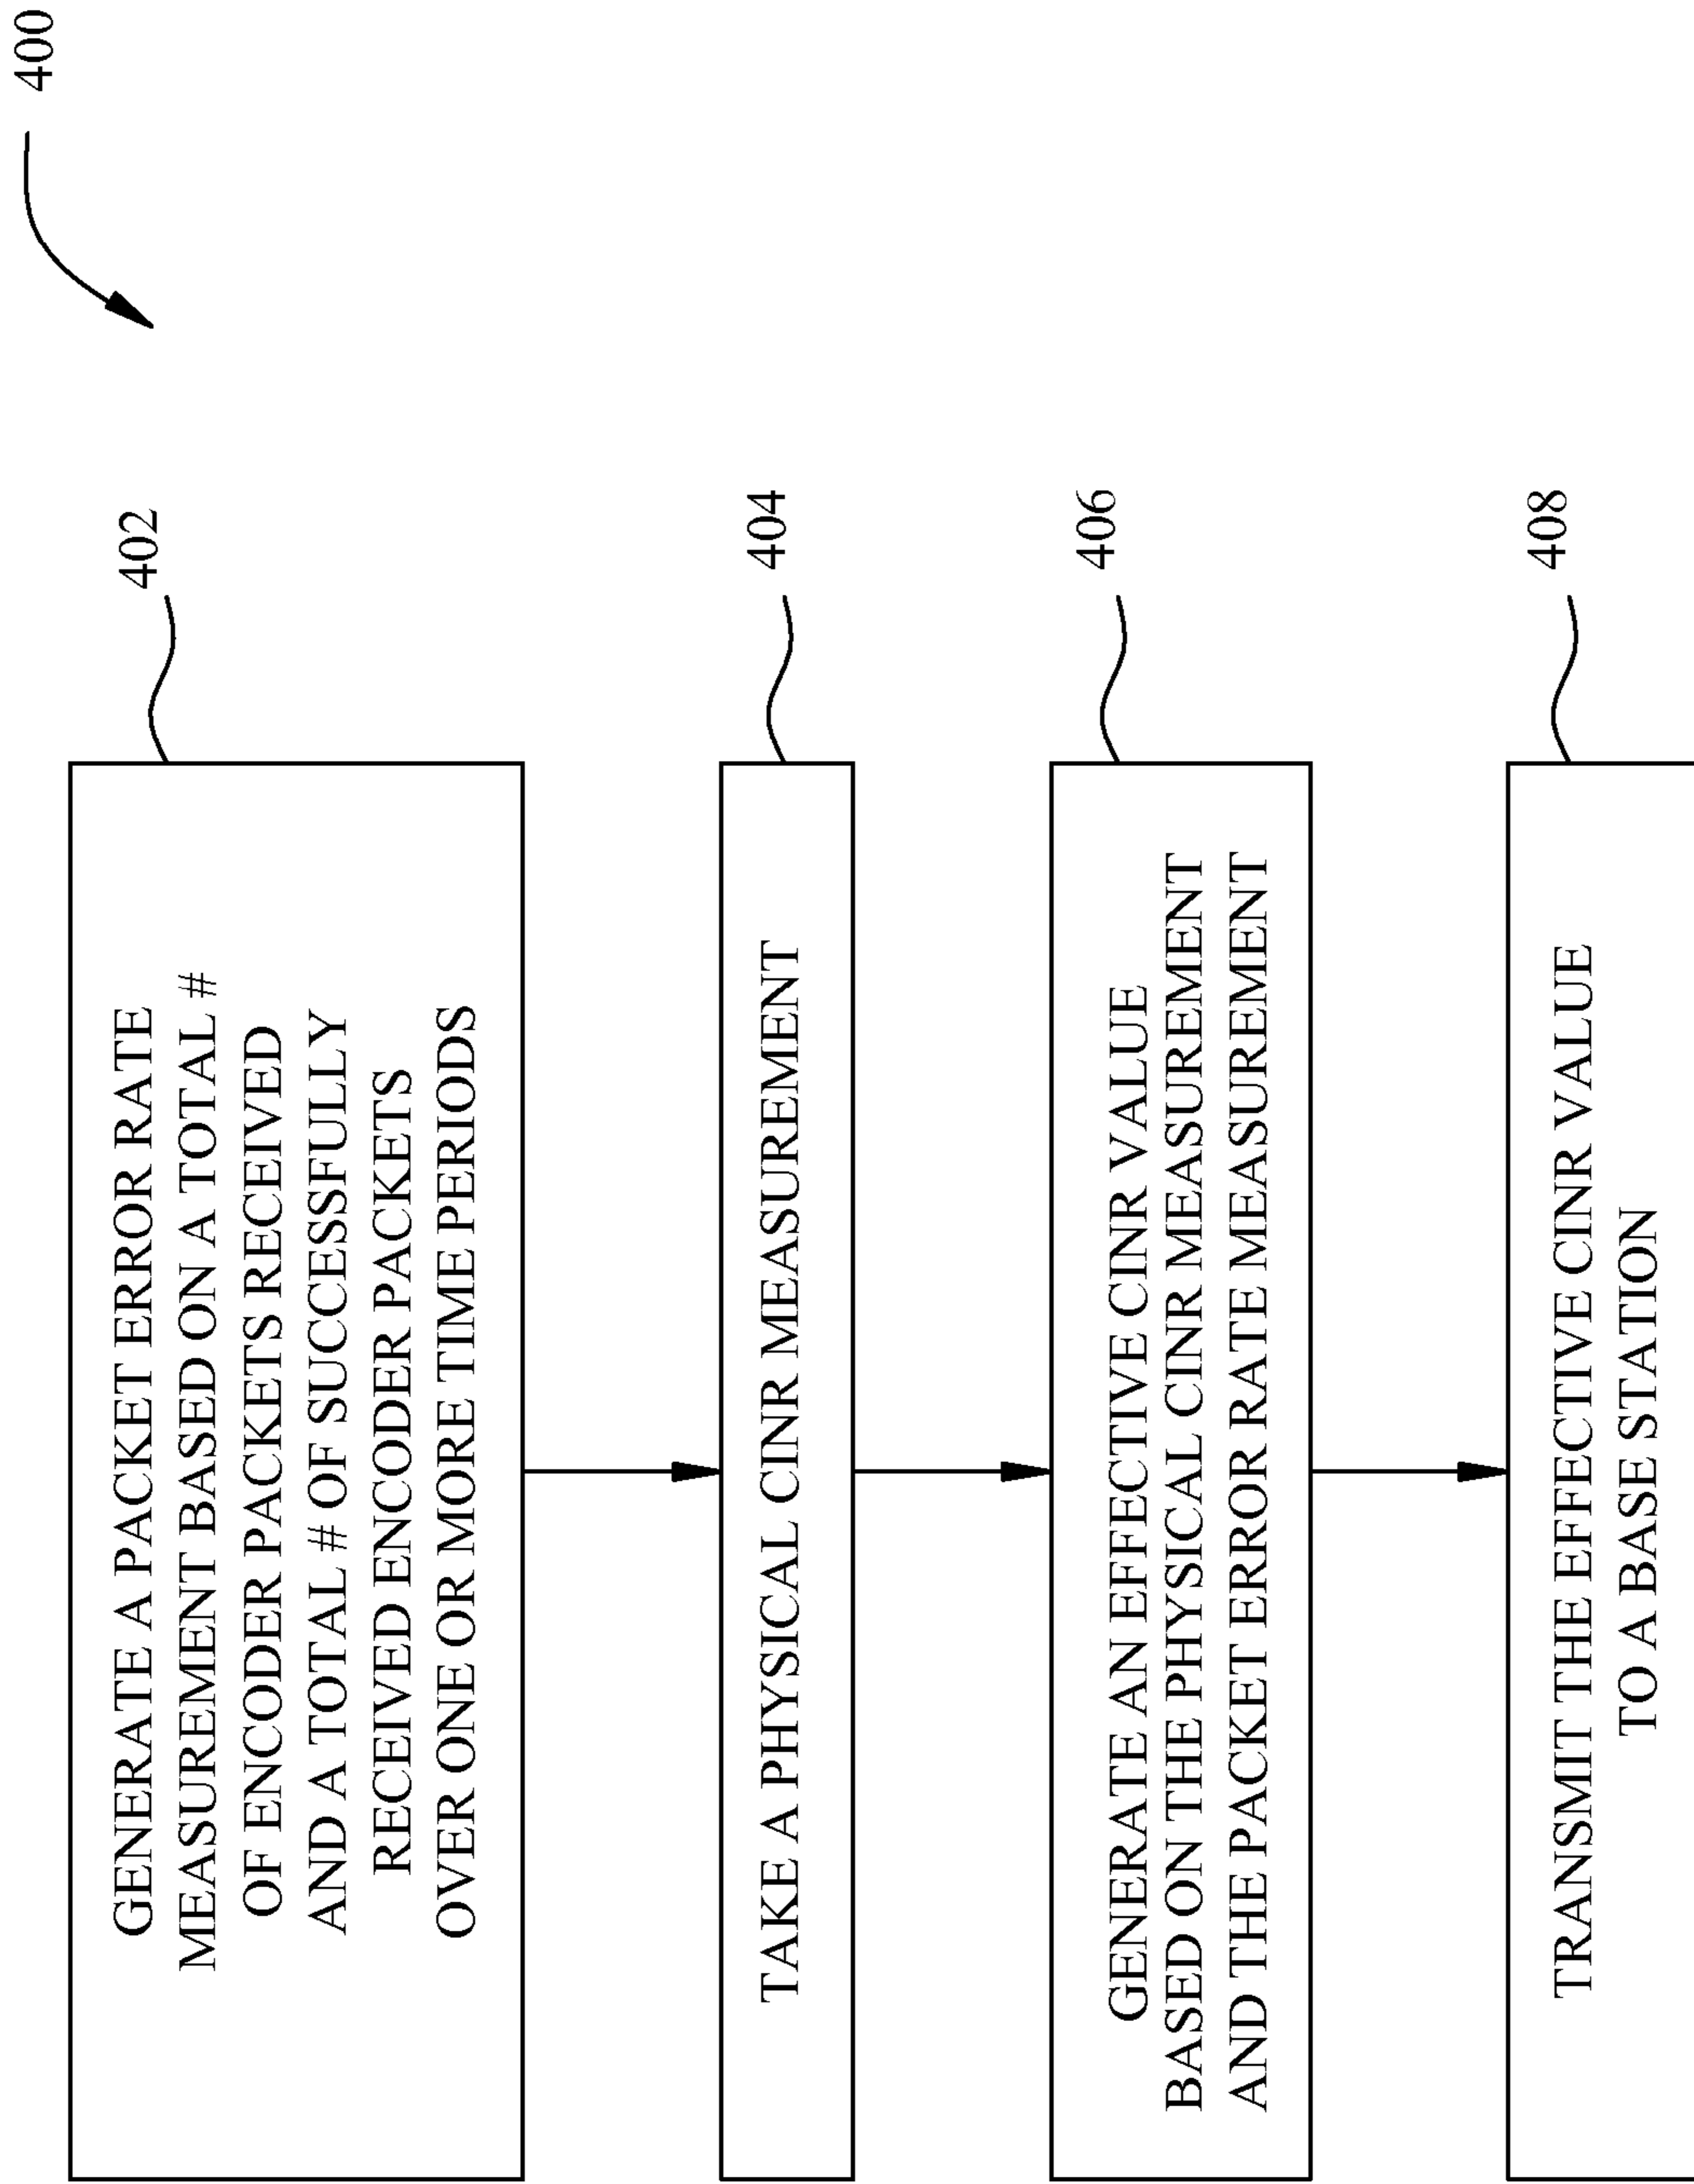 400
402
GENERATE A PACKET ERROR RATE
MEASUREMENT BASED ON A TOTAL #
OF ENCODER PACKETS RECEIVED
AND A TOTAL # OF SUCCESSFULLY
RECEIVED ENCODER PACKETS
OVER ONE OR MORE TIME PERIODS
404
TAKE A PHYSICAL CINR MEASUREMENT
406
GENERATE AN EFFECTIVE CINR VALUE
BASED ON THE PHYSICAL CINR MEASUREMENT
AND THE PACKET ERROR RATE MEASUREMENT
408
TRANSMIT THE EFFECTIVE CINR VALUE
TO A BASE STATION